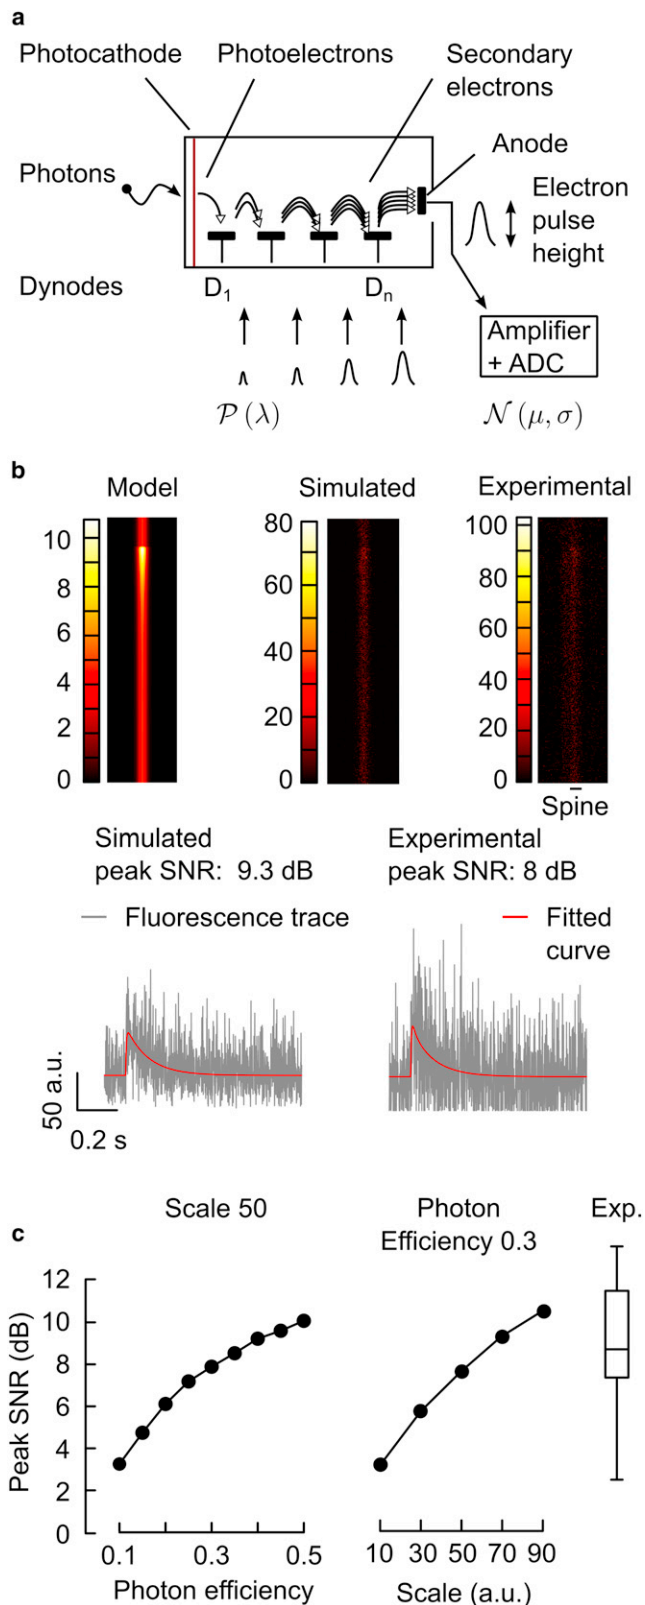 a
Photocathode
Photoelectrons
Secondary
electrons
Photons
Anode
Electron
pulse
height
Dynodes
D1
Dn
Amplifier
+ ADC
P (λ)
N (μ, σ)
b
Model
Simulated
Experimental
10
8
6
4
2
0
80
60
40
20
0
100
80
60
40
20
0
Spine
Simulated
peak SNR: 9.3 dB
Experimental
peak SNR: 8 dB
Fluorescence trace
Fitted
curve
50 a.u.
0.2 s
Scale 50
Photon
Efficiency 0.3
Exp.
c
Peak SNR (dB)
12
10
8
6
4
2
0
0.1 0.3 0.5
Photon efficiency
10 30 50 70 90
Scale (a.u.)